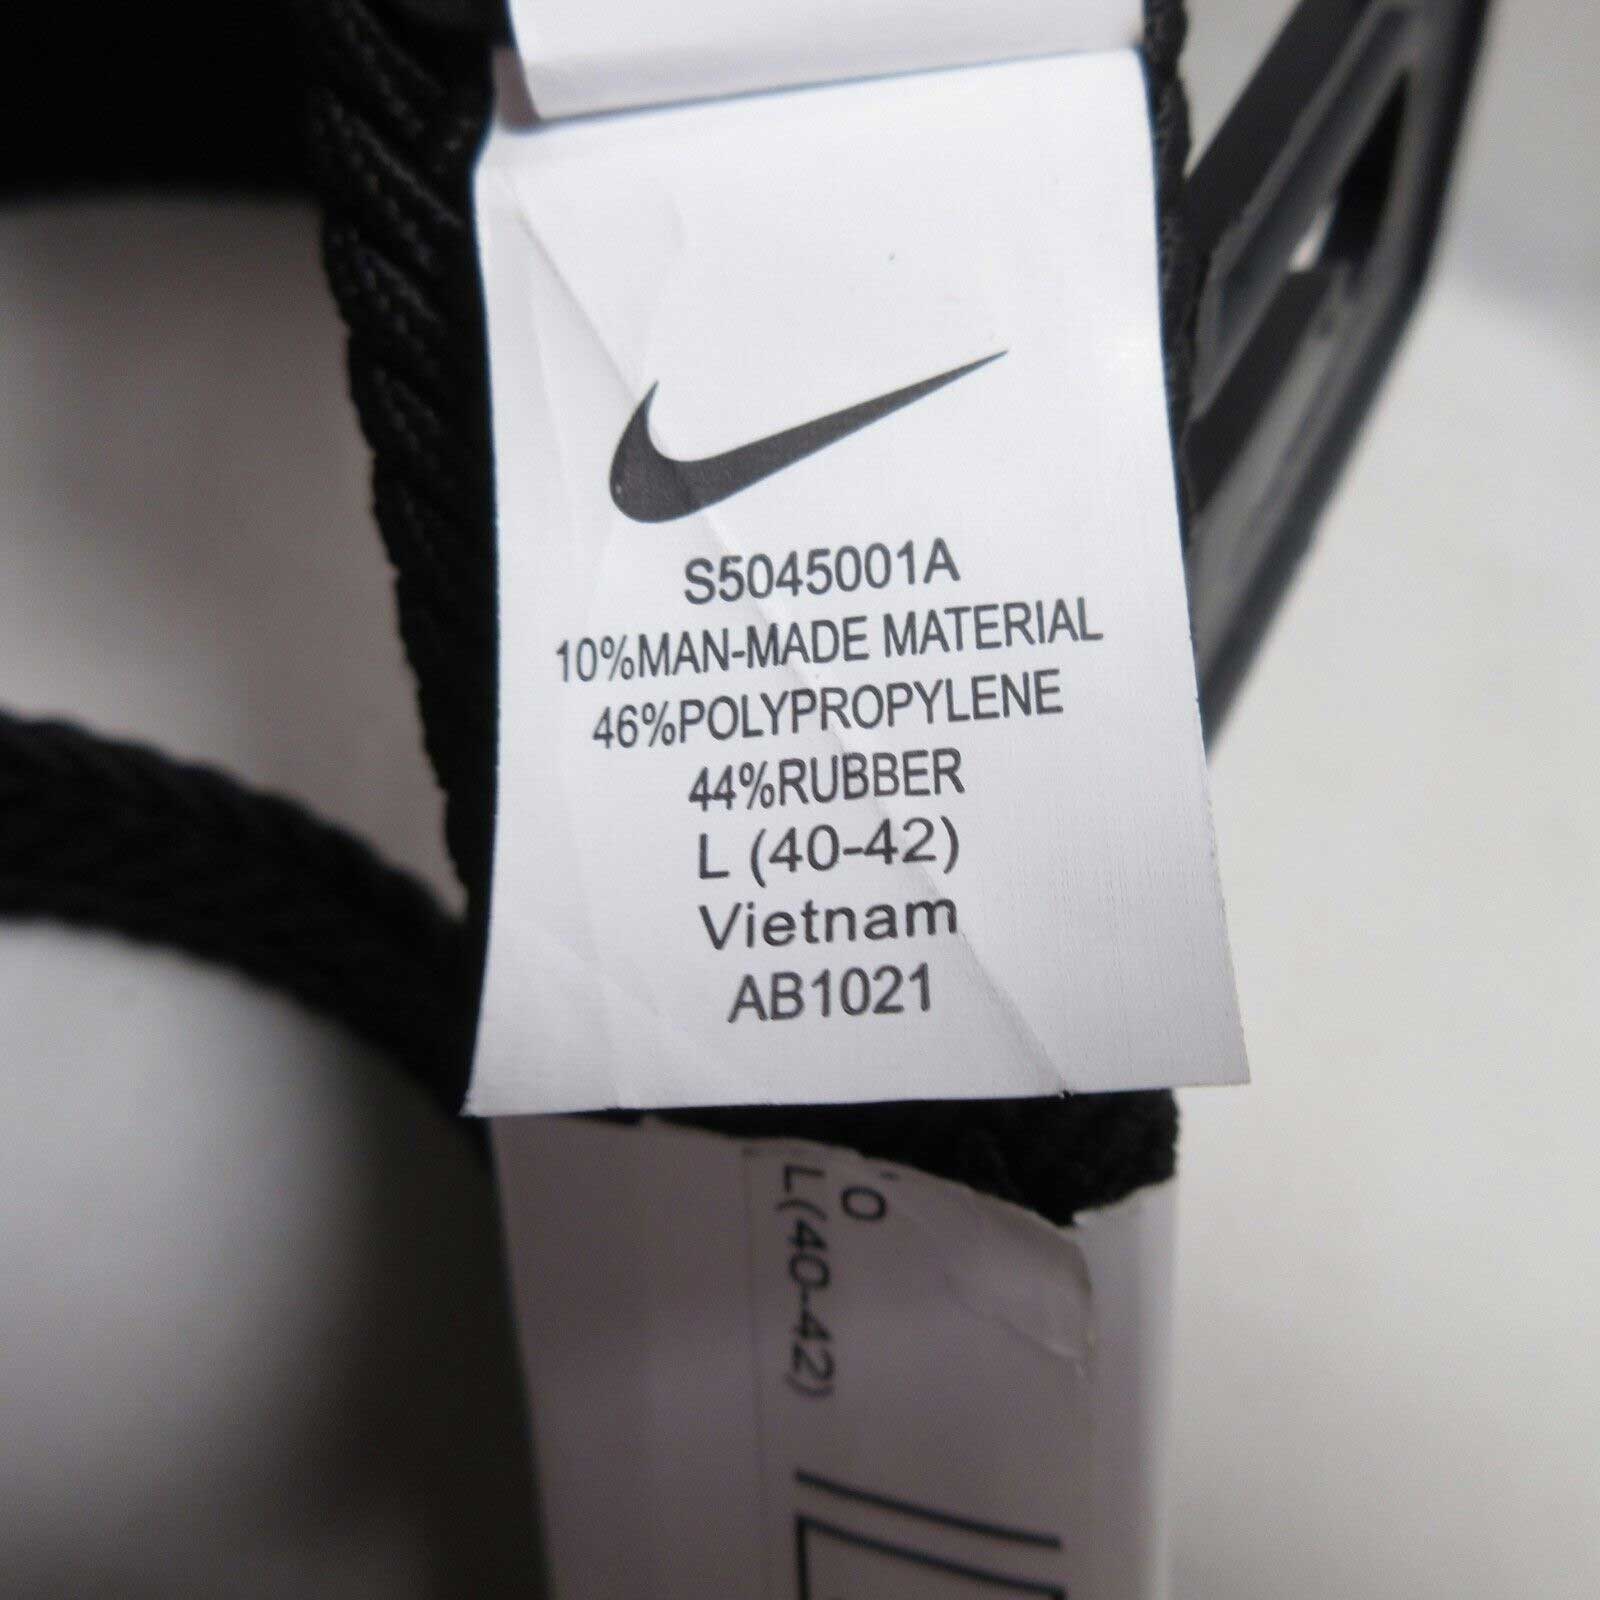 S5045001A
10%MAN-MADE MATERIAL
46%POLYPROPYLENE
44%RUBBER
L (40-42)
Vietnam
AB1021
L(40-42)